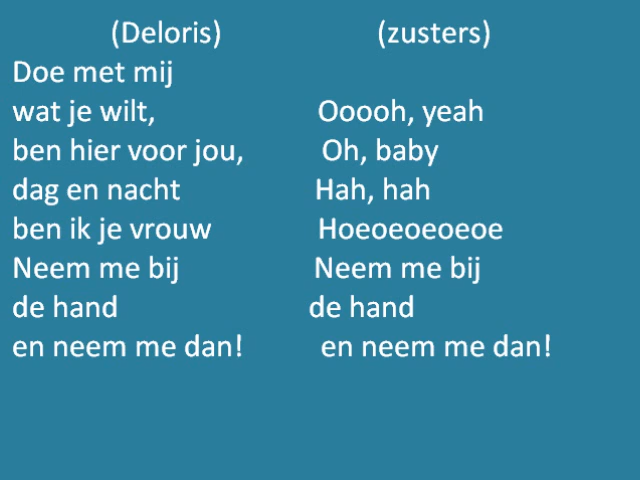 (Deloris) (zusters)
Doe met mij
wat je wilt, Ooooh, yeah
ben hier voor jou, Oh, baby
dag en nacht Hah, hah
ben ik je vrouw Hoeoeoeoeoe
Neem me bij Neem me bij
de hand de hand
en neem me dan! en neem me dan!